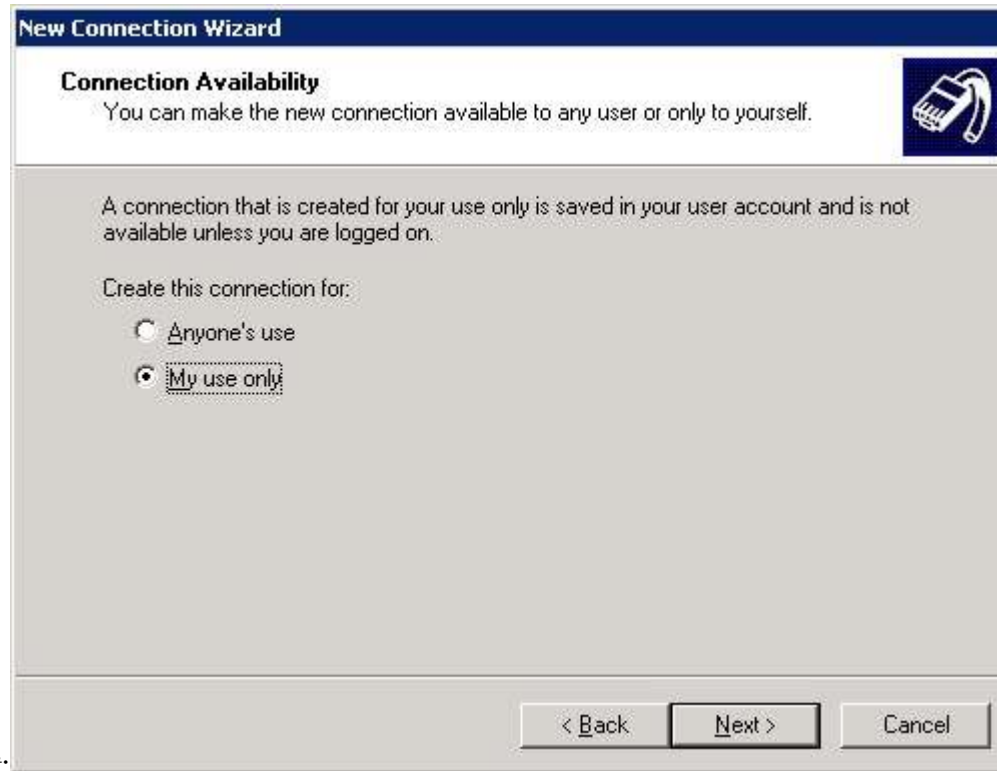 New Connection Wizard
Connection Availability
You can make the new connection available to any user or only to yourself.
A connection that is created for your use only is saved in your user account and is not
available unless you are logged on.
Create this connection for:
Anyone's use
My use only
< Back Next > Cancel